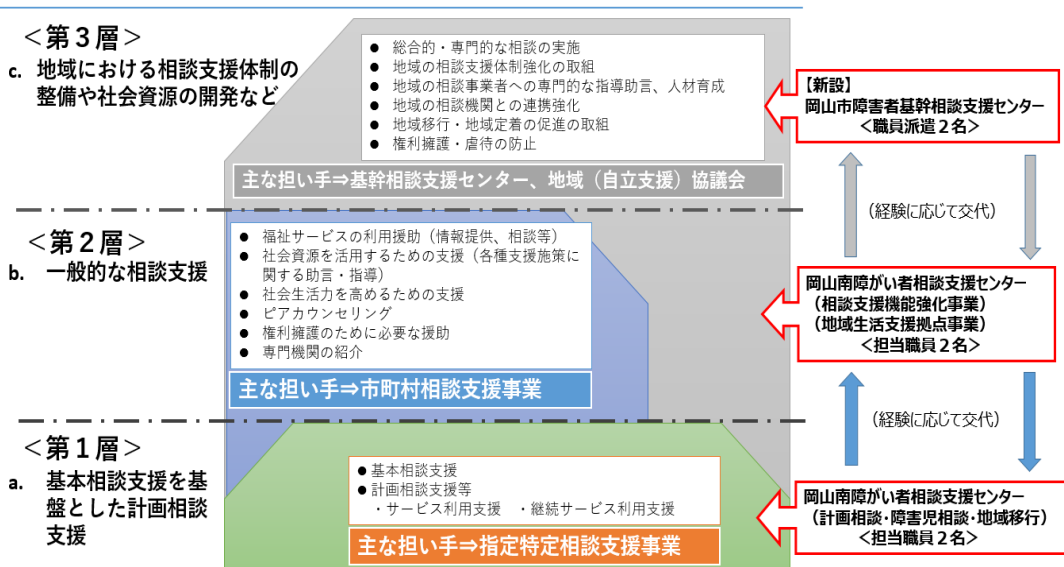 ＜第３層＞
c. 地域における相談支援体制の
整備や社会資源の開発など
● 総合的・専門的な相談の実施
● 地域の相談支援体制強化の取組
● 地域の相談事業者への専門的な指導助言、人材育成
● 地域の相談機関との連携強化
● 地域移行・地域定着の促進の取組
● 権利擁護・虐待の防止
主な担い手⇒基幹相談支援センター、地域（自立支援）協議会
【新設】
岡山市障害者基幹相談支援センター
＜職員派遣２名＞
（経験に応じて交代）
＜第２層＞
b. 一般的な相談支援
● 福祉サービスの利用援助（情報提供、相談等）
● 社会資源を活用するための支援（各種支援施策に
関する助言・指導）
● 社会生活力を高めるための支援
● ピアカウンセリング
● 権利擁護のために必要な援助
● 専門機関の紹介
主な担い手⇒市町村相談支援事業
岡山南障がい者相談支援センター
（相談支援機能強化事業）
（地域生活支援拠点事業）
＜担当職員２名＞
（経験に応じて交代）
＜第１層＞
a. 基本相談支援を基
盤とした計画相談
支援
● 基本相談支援
● 計画相談支援等
・サービス利用支援 ・継続サービス利用支援
主な担い手⇒指定特定相談支援事業
岡山南障がい者相談支援センター
（計画相談・障害児相談・地域移行）
＜担当職員２名＞